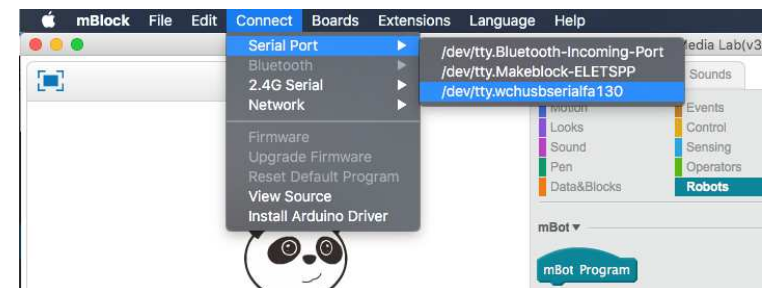 mBlock File Edit Connect Boards Extensions Language Help
Media Lab(v3
Serial Port
Bluetooth
2.4G Serial
Network
Firmware
Upgrade Firmware
Reset Default Program
View Source
Install Arduino Driver
/dev/tty.Bluetooth-Incoming-Port
/dev/tty.Makeblock-ELETSPP
/dev/tty.wchusbserialfa130
Sounds
Motion
Looks
Sound
Pen
Data&Blocks
Events
Control
Sensing
Operators
Robots
mBot
mBot Program